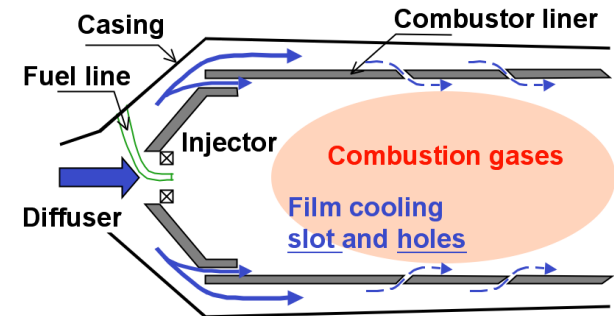 Casing
Combustor liner
Fuel line
Injector
Combustion gases
Diffuser
Film cooling
slot and holes